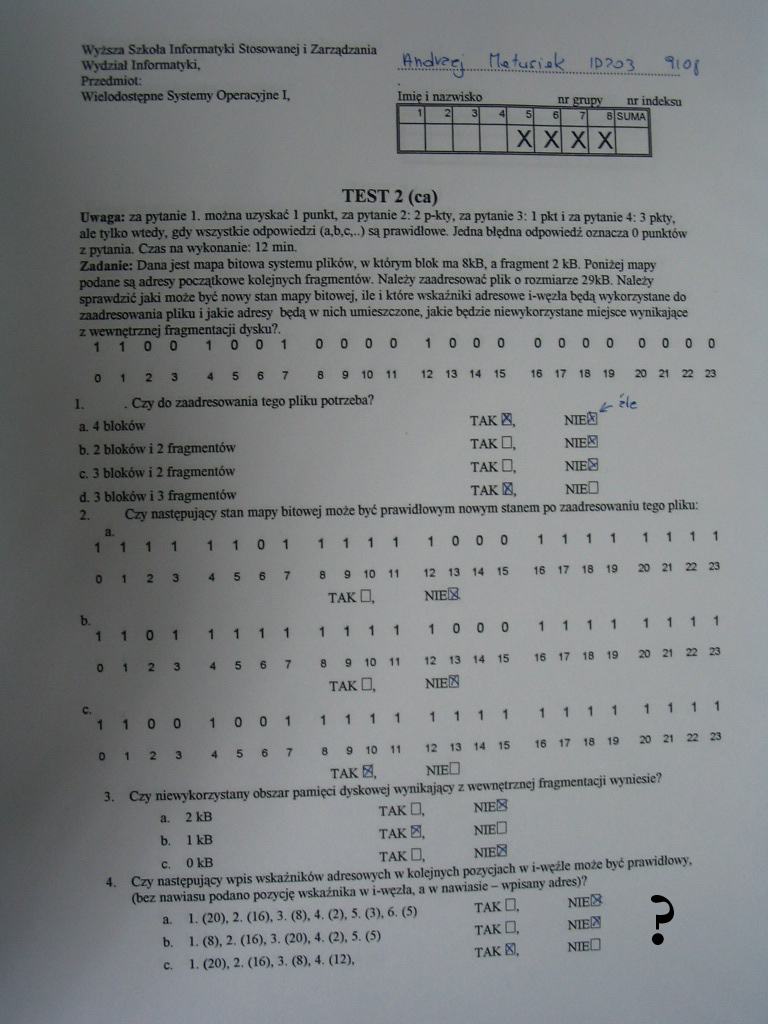 Wyższa Szkoła Informatyki Stosowanej i Zarządzania
Wydział Informatyki,
Przedmiot:
Wielodostępne Systemy Operacyjne I,
Andrzej Matusiak ID203 9108
Imię i nazwisko nr grupy nr indeksu
1 2 3 4 5 6 7 8 SUMA
X X X X
TEST 2 (ca)
Uwaga: za pytanie 1. można uzyskać 1 punkt, za pytanie 2: 2 p-kty, za pytanie 3: 1 pkt i za pytanie 4: 3 pkty,
ale tylko wtedy, gdy wszystkie odpowiedzi (a,b,c,..) są prawidłowe. Jedna błędna odpowiedź oznacza 0 punktów
z pytania. Czas na wykonanie: 12 min.
Zadanie: Dana jest mapa bitowa systemu plików, w którym blok ma 8kB, a fragment 2 kB. Poniżej mapy
podane są adresy początkowe kolejnych fragmentów. Należy zaadresować plik o rozmiarze 29kB. Należy
sprawdzić jaki może być nowy stan mapy bitowej, ile i które wskaźniki adresowe i-węzła będą wykorzystane do
zaadresowania pliku i jakie adresy będą w nich umieszczone, jakie będzie niewykorzystane miejsce wynikające
z wewnętrznej fragmentacji dysku?.
1 1 0 0 1 0 0 1 0 0 0 0 1 0 0 0 0 0 0 0 0 0 0 0
0 1 2 3 4 5 6 7 8 9 10 11 12 13 14 15 16 17 18 19 20 21 22 23
1. . Czy do zaadresowania tego pliku potrzeba?
źle
a. 4 bloków TAK ☒, NIE☒
b. 2 bloków i 2 fragmentów TAK ☐, NIE☒
c. 3 bloków i 2 fragmentów TAK ☐, NIE☒
d. 3 bloków i 3 fragmentów TAK ☒, NIE☐
2. Czy następujący stan mapy bitowej może być prawidłowym nowym stanem po zaadresowaniu tego pliku:
a.
1 1 1 1 1 1 0 1 1 1 1 1 1 0 0 0 1 1 1 1 1 1 1 1
0 1 2 3 4 5 6 7 8 9 10 11 12 13 14 15 16 17 18 19 20 21 22 23
TAK ☐, NIE☒
b.
1 1 0 1 1 1 1 1 1 1 1 1 1 0 0 0 1 1 1 1 1 1 1 1
0 1 2 3 4 5 6 7 8 9 10 11 12 13 14 15 16 17 18 19 20 21 22 23
TAK ☐, NIE☒
c.
1 1 0 0 1 0 0 1 1 1 1 1 1 1 1 1 1 1 1 1 1 1 1 1
0 1 2 3 4 5 6 7 8 9 10 11 12 13 14 15 16 17 18 19 20 21 22 23
TAK ☒, NIE☐
3. Czy niewykorzystany obszar pamięci dyskowej wynikający z wewnętrznej fragmentacji wyniesie?
a. 2 kB TAK ☐, NIE☒
b. 1 kB TAK ☒, NIE☐
c. 0 kB TAK ☐, NIE☒
4. Czy następujący wpis wskaźników adresowych w kolejnych pozycjach w i-węźle może być prawidłowy,
(bez nawiasu podano pozycję wskaźnika w i-węzła, a w nawiasie – wpisany adres)?
a. 1. (20), 2. (16), 3. (8), 4. (2), 5. (3), 6. (5) TAK ☐, NIE☒
b. 1. (8), 2. (16), 3. (20), 4. (2), 5. (5) TAK ☐, NIE☒
c. 1. (20), 2. (16), 3. (8), 4. (12), TAK ☒, NIE☐
?